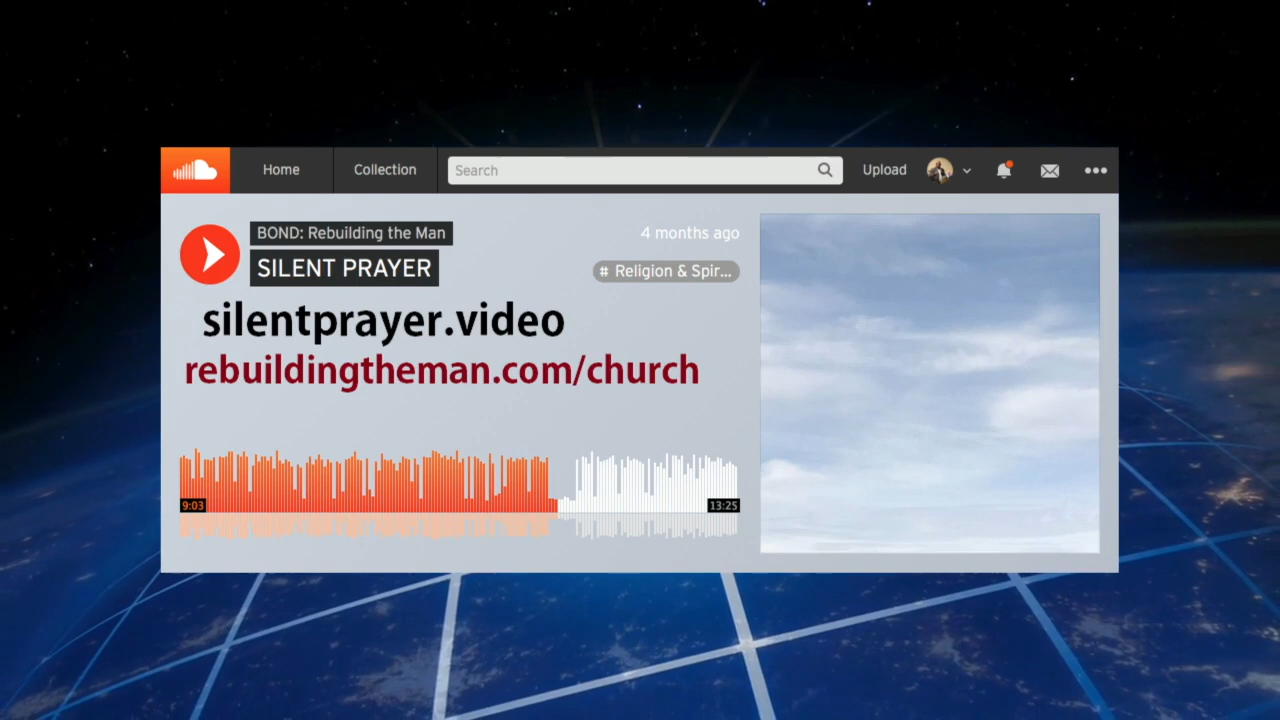 Home
Collection
Search
Upload
BOND: Rebuilding the Man
4 months ago
SILENT PRAYER
# Religion & Spir...
silentprayer.video
rebuildingtheman.com/church
9:03
13:25